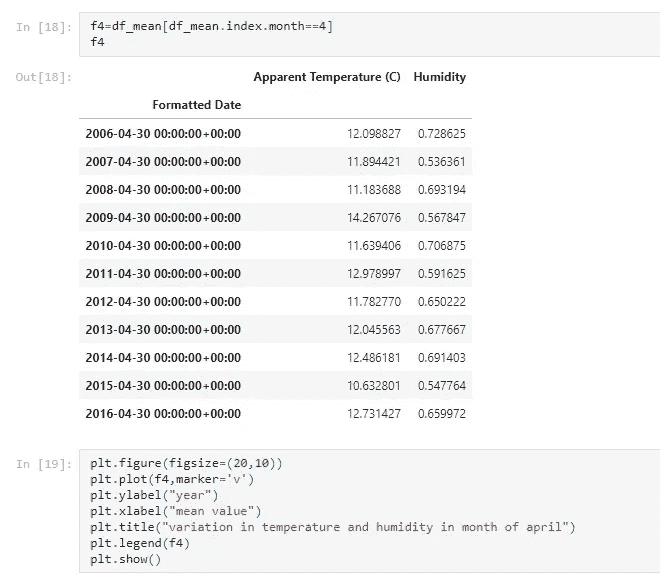 In [18]: f4=df_mean[df_mean.index.month==4]
f4
Out[18]: Apparent Temperature (C) Humidity
Formatted Date
2006-04-30 00:00:00+00:00 12.098827 0.728625
2007-04-30 00:00:00+00:00 11.894421 0.536361
2008-04-30 00:00:00+00:00 11.183688 0.693194
2009-04-30 00:00:00+00:00 14.267076 0.567847
2010-04-30 00:00:00+00:00 11.639406 0.706875
2011-04-30 00:00:00+00:00 12.978997 0.591625
2012-04-30 00:00:00+00:00 11.782770 0.650222
2013-04-30 00:00:00+00:00 12.045563 0.677667
2014-04-30 00:00:00+00:00 12.486181 0.691403
2015-04-30 00:00:00+00:00 10.632801 0.547764
2016-04-30 00:00:00+00:00 12.731427 0.659972
In [19]: plt.figure(figsize=(20,10))
plt.plot(f4,marker='v')
plt.ylabel("year")
plt.xlabel("mean value")
plt.title("variation in temperature and humidity in month of april")
plt.legend(f4)
plt.show()